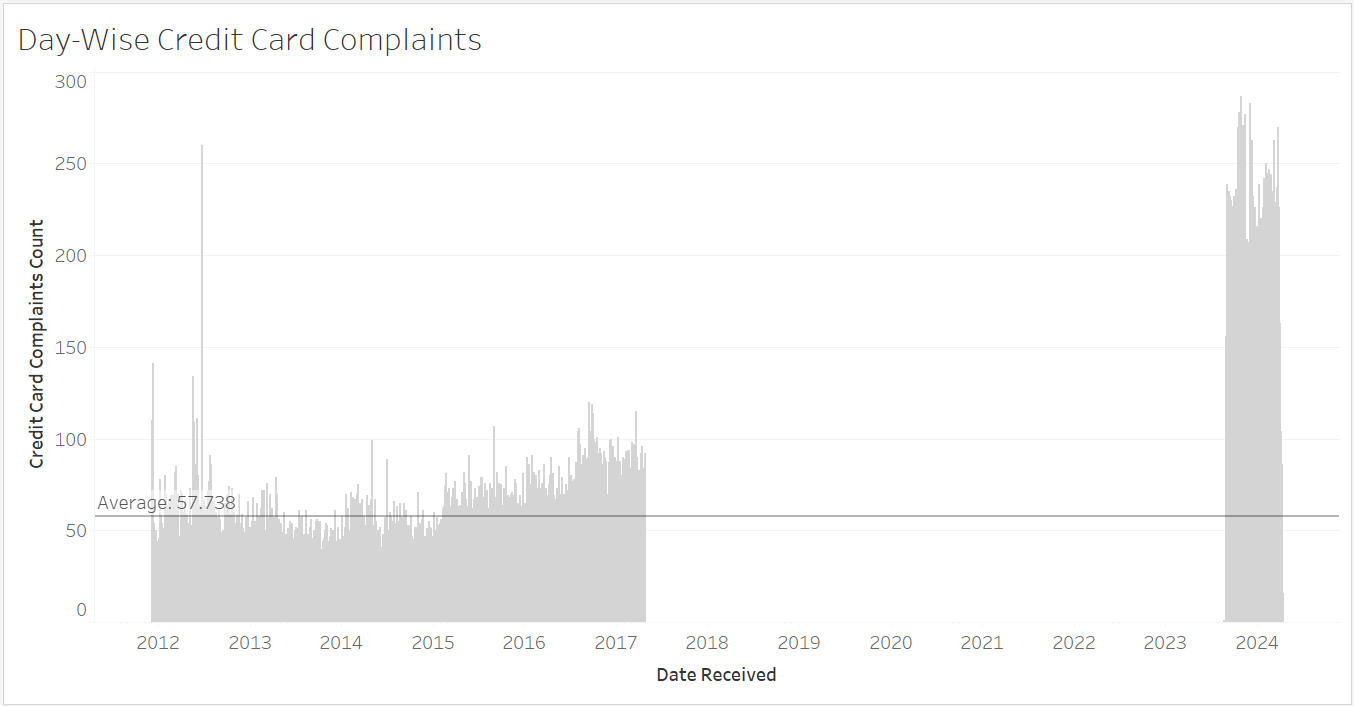 Day-Wise Credit Card Complaints
Credit Card Complaints Count
300
250
200
150
100
50
0
Average: 57.738
2012 2013 2014 2015 2016 2017 2018 2019 2020 2021 2022 2023 2024
Date Received